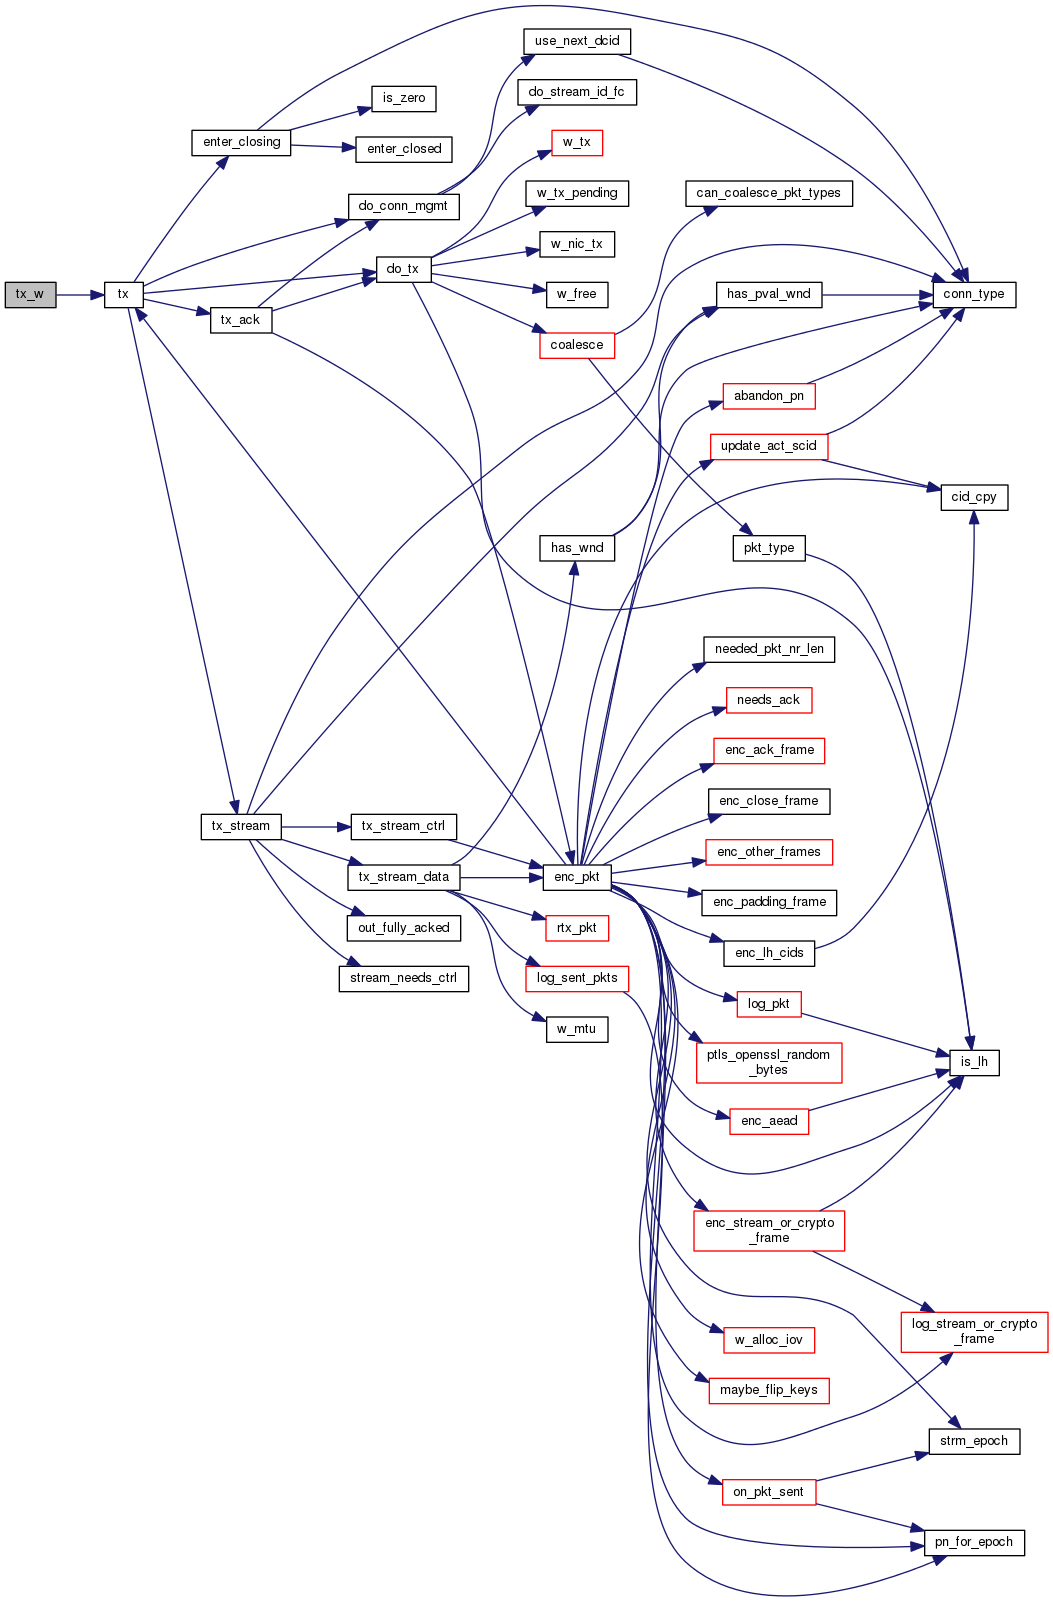 use_next_dcid
do_stream_id_fc
is_zero
enter_closing
enter_closed
w_tx
do_conn_mgmt
w_tx_pending
can_coalesce_pkt_types
w_nic_tx
do_tx
tx_w
tx
w_free
has_pval_wnd
conn_type
tx_ack
coalesce
abandon_pn
update_act_scid
cid_cpy
has_wnd
pkt_type
needed_pkt_nr_len
needs_ack
enc_ack_frame
enc_close_frame
tx_stream
tx_stream_ctrl
enc_other_frames
tx_stream_data
enc_pkt
enc_padding_frame
out_fully_acked
rtx_pkt
enc_lh_cids
stream_needs_ctrl
log_sent_pkts
log_pkt
w_mtu
ptls_openssl_random
_bytes
is_lh
enc_aead
enc_stream_or_crypto
_frame
log_stream_or_crypto
_frame
w_alloc_iov
maybe_flip_keys
strm_epoch
on_pkt_sent
pn_for_epoch